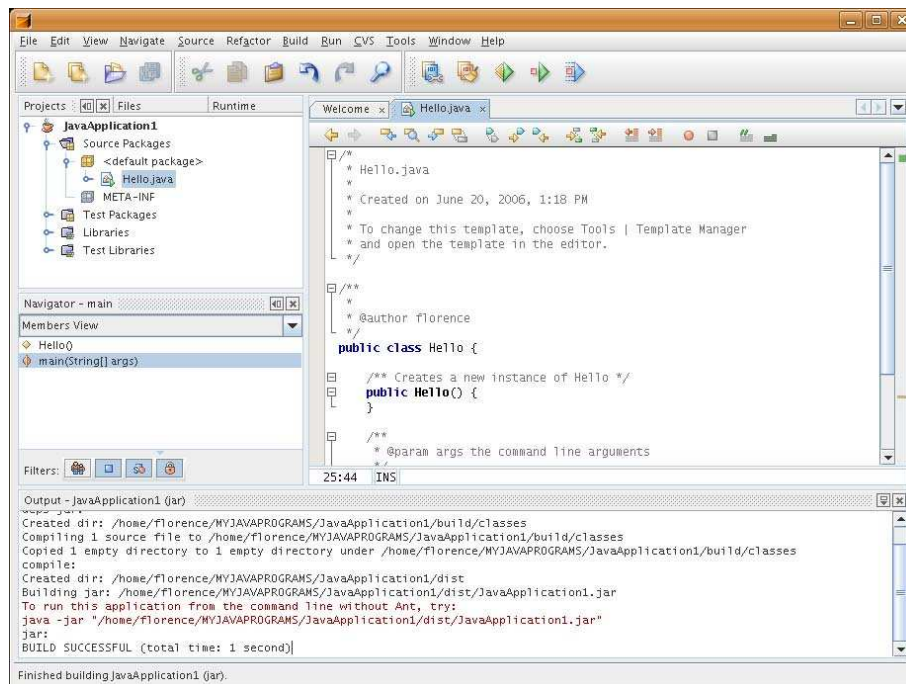 File Edit View Navigate Source Refactor Build Run CVS Tools Window Help
Projects Files Runtime
JavaApplication1
Source Packages
<default package>
Hello.java
META-INF
Test Packages
Libraries
Test Libraries
Navigator - main
Members View
Hello()
main(String[] args)
Filters:
Welcome x Hello.java x
/*
* Hello.java
*
* Created on June 20, 2006, 1:18 PM
*
* To change this template, choose Tools | Template Manager
* and open the template in the editor.
*/
/**
*
* @author florence
*/
public class Hello {
/** Creates a new instance of Hello */
public Hello() {
}
/**
* @param args the command line arguments
*/
25:44 INS
Output - JavaApplication1 (jar)
deps-jar:
Created dir: /home/florence/MYJAVAPROGRAMS/JavaApplication1/build/classes
Compiling 1 source file to /home/florence/MYJAVAPROGRAMS/JavaApplication1/build/classes
Copied 1 empty directory to 1 empty directory under /home/florence/MYJAVAPROGRAMS/JavaApplication1/build/classes
compile:
Created dir: /home/florence/MYJAVAPROGRAMS/JavaApplication1/dist
Building jar: /home/florence/MYJAVAPROGRAMS/JavaApplication1/dist/JavaApplication1.jar
To run this application from the command line without Ant, try:
java -jar "/home/florence/MYJAVAPROGRAMS/JavaApplication1/dist/JavaApplication1.jar"
jar:
BUILD SUCCESSFUL (total time: 1 second)
Finished building JavaApplication1 (jar).